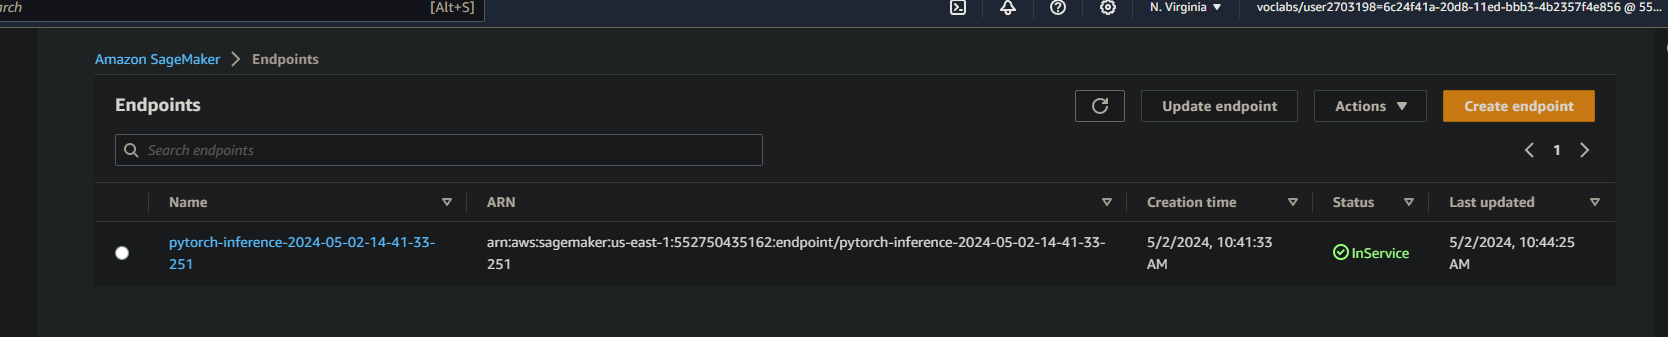 arch
[Alt+S]
N. Virginia
voclabs/user2703198=6c24f41a-20d8-11ed-bbb3-4b2357f4e856 @ 55...
Amazon SageMaker
Endpoints
Endpoints
Update endpoint
Actions
Create endpoint
Search endpoints
1
Name
ARN
Creation time
Status
Last updated
pytorch-inference-2024-05-02-14-41-33-
251
arn:aws:sagemaker:us-east-1:552750435162:endpoint/pytorch-inference-2024-05-02-14-41-33-
251
5/2/2024, 10:41:33
AM
InService
5/2/2024, 10:44:25
AM